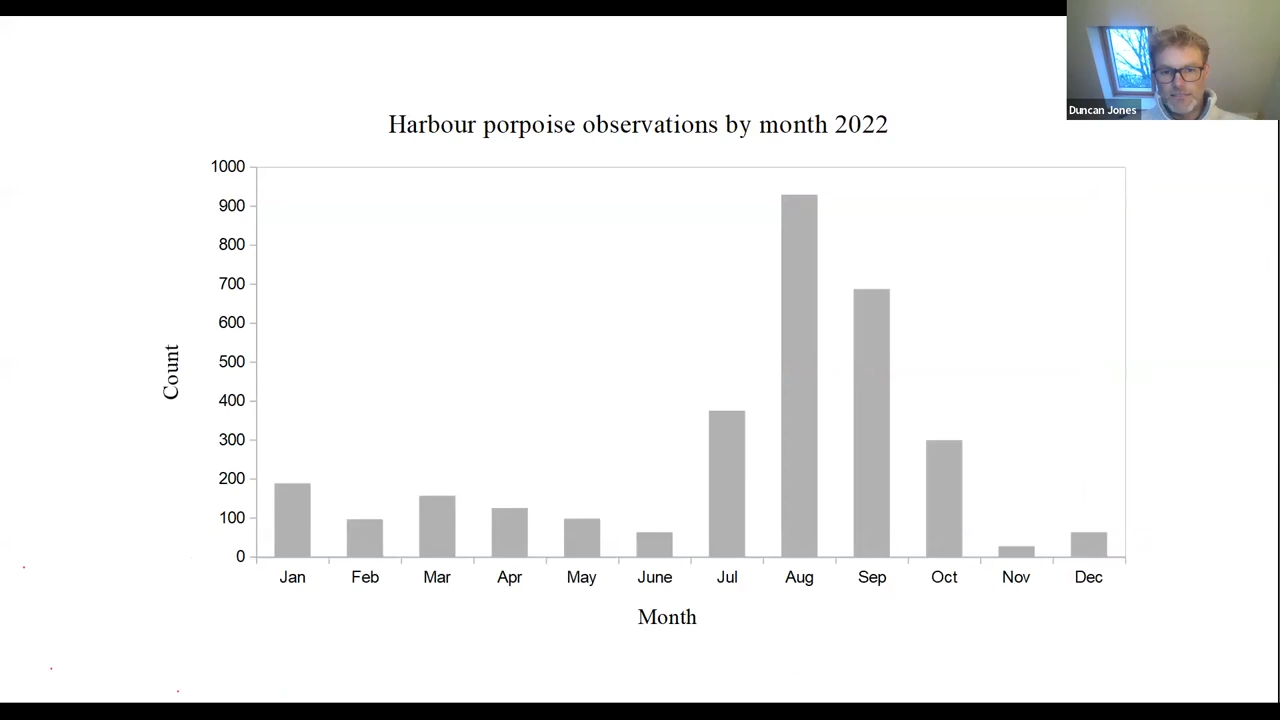 Duncan Jones
Harbour porpoise observations by month 2022
1000
900
800
700
600
500
400
300
200
100
0
Count
Jan Feb Mar Apr May June Jul Aug Sep Oct Nov Dec
Month